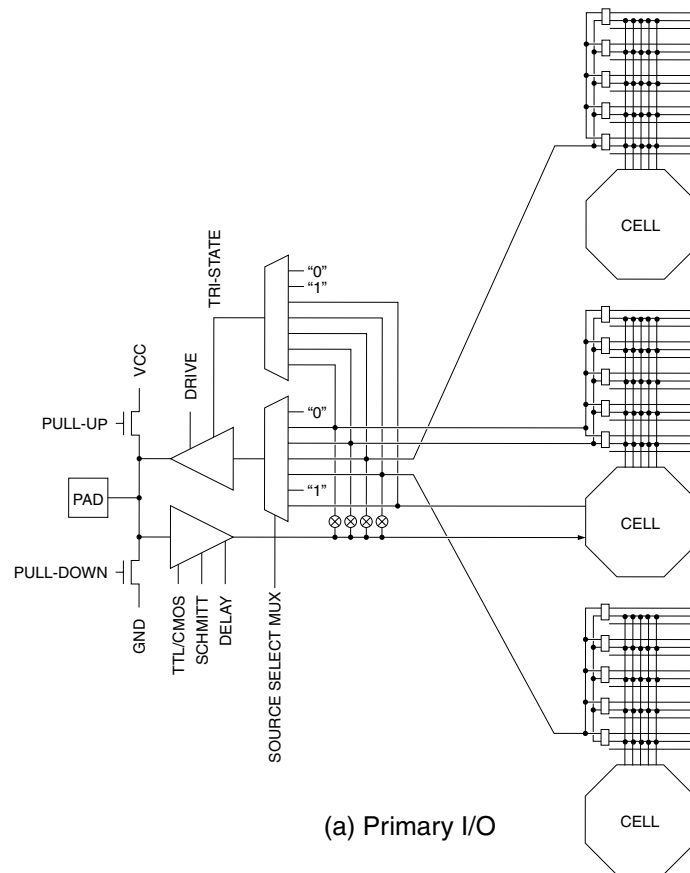 CELL
TRI-STATE
“0”
“1”
VCC
DRIVE
PULL-UP
“0”
PAD
“1”
CELL
PULL-DOWN
GND
TTL/CMOS
SCHMITT
DELAY
SOURCE SELECT MUX
(a) Primary I/O
CELL